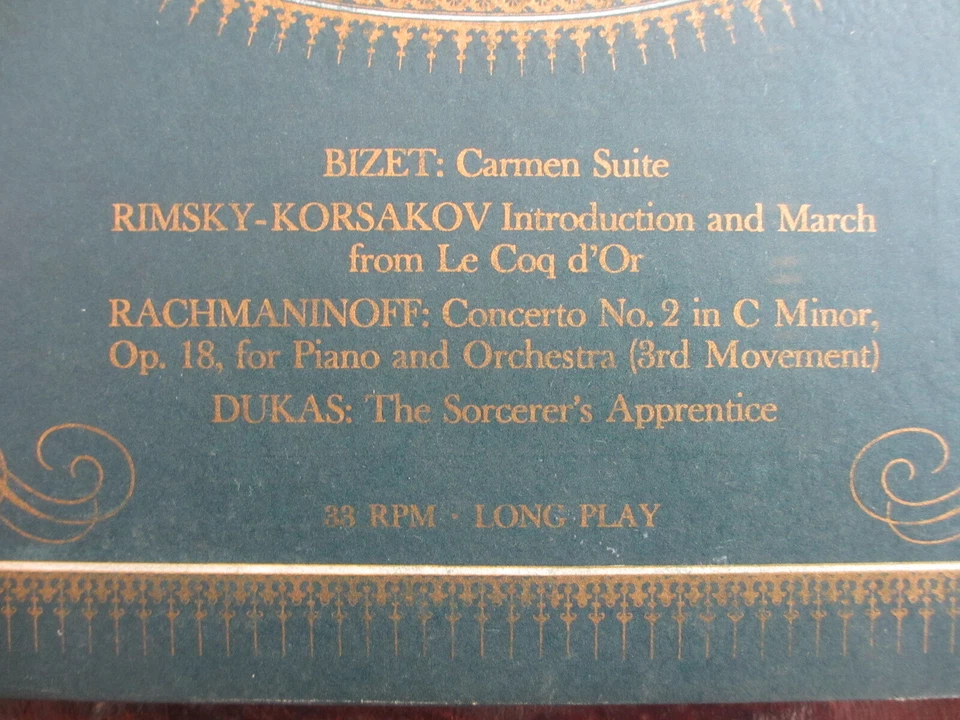 BIZET: Carmen Suite
RIMSKY-KORSAKOV Introduction and March
from Le Coq d'Or
RACHMANINOFF: Concerto No. 2 in C Minor,
Op. 18, for Piano and Orchestra (3rd Movement)
DUKAS: The Sorcerer's Apprentice
33 RPM · LONG PLAY